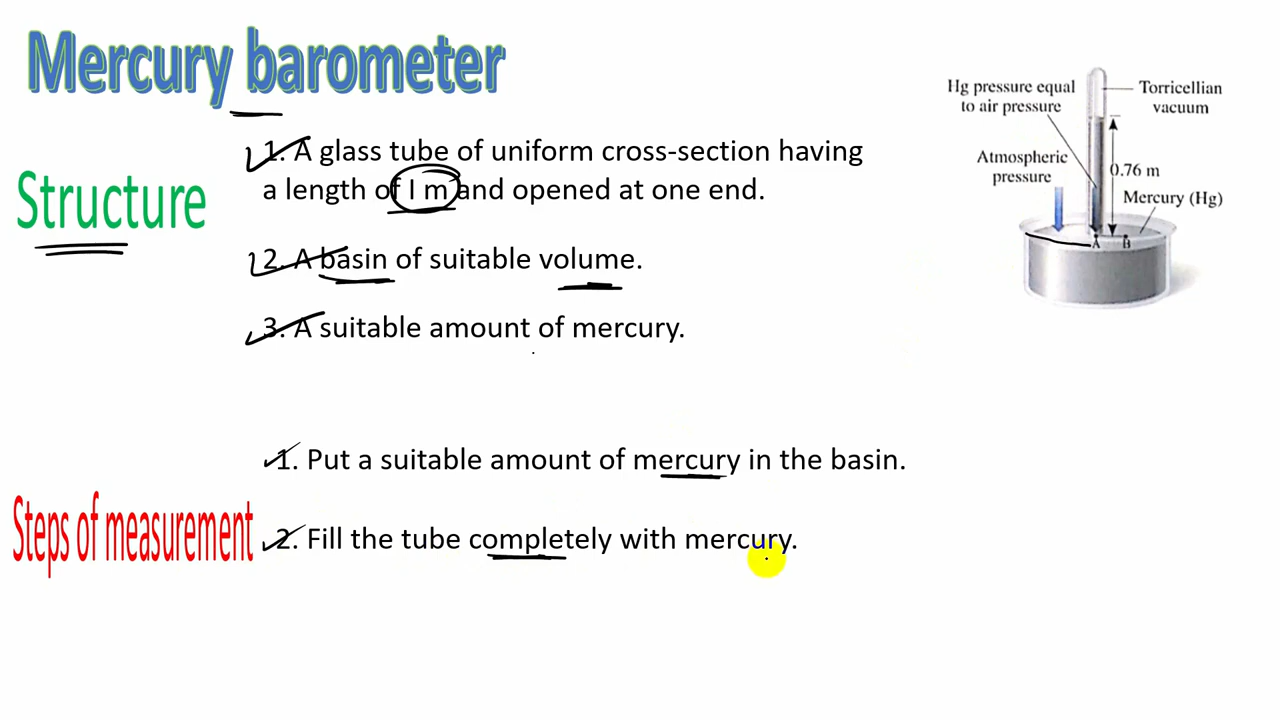 Mercury barometer
Structure
1. A glass tube of uniform cross-section having
a length of 1 m and opened at one end.
2. A basin of suitable volume.
3. A suitable amount of mercury.
Hg pressure equal
to air pressure
Torricellian
vacuum
Atmospheric
pressure
0.76 m
Mercury (Hg)
A
B
Steps of measurement
1. Put a suitable amount of mercury in the basin.
2. Fill the tube completely with mercury.